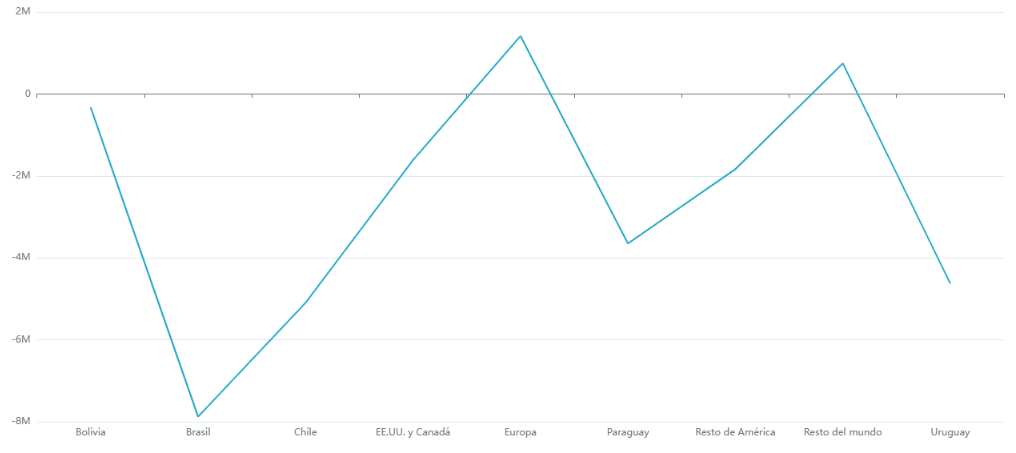 2M
0
-2M
-4M
-6M
-8M
Bolivia Brasil Chile EE.UU. y Canadá Europa Paraguay Resto de América Resto del mundo Uruguay